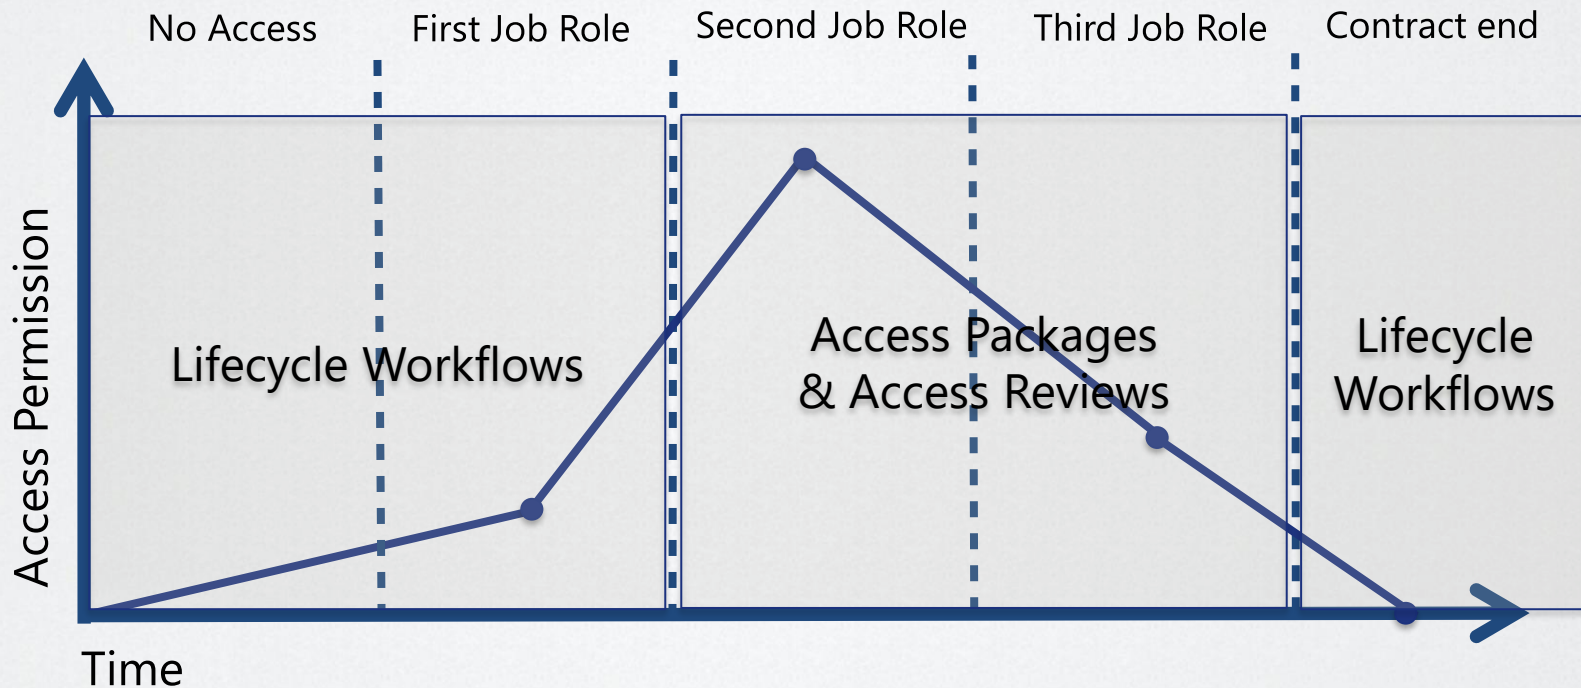 No Access
First Job Role
Second Job Role
Third Job Role
Contract end
Access Permission
Lifecycle Workflows
Access Packages
& Access Reviews
Lifecycle
Workflows
Time